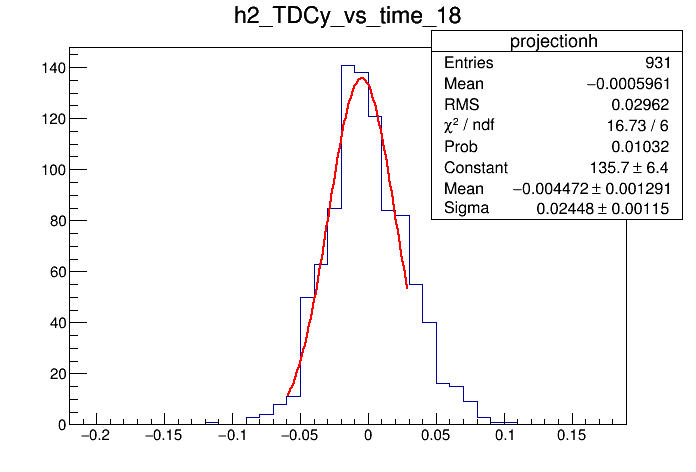 h2_TDCy_vs_time_18
projectionh
Entries 931
Mean −0.0005961
RMS 0.02962
χ² / ndf 16.73 / 6
Prob 0.01032
Constant 135.7 ± 6.4
Mean −0.004472 ± 0.001291
Sigma 0.02448 ± 0.00115
140
120
100
80
60
40
20
0
−0.2 −0.15 −0.1 −0.05 0 0.05 0.1 0.15